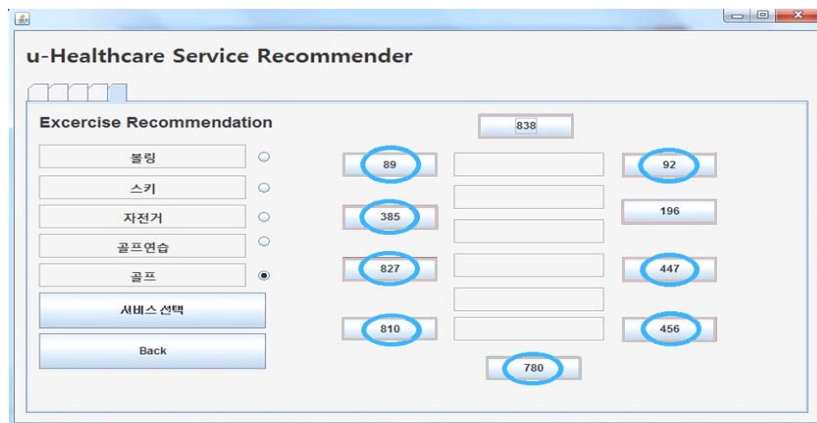 u-Healthcare Service Recommender
Excercise Recommendation
838
볼링
89
92
스키
자전거
385
196
골프연습
골프
827
447
서비스 선택
810
456
Back
780